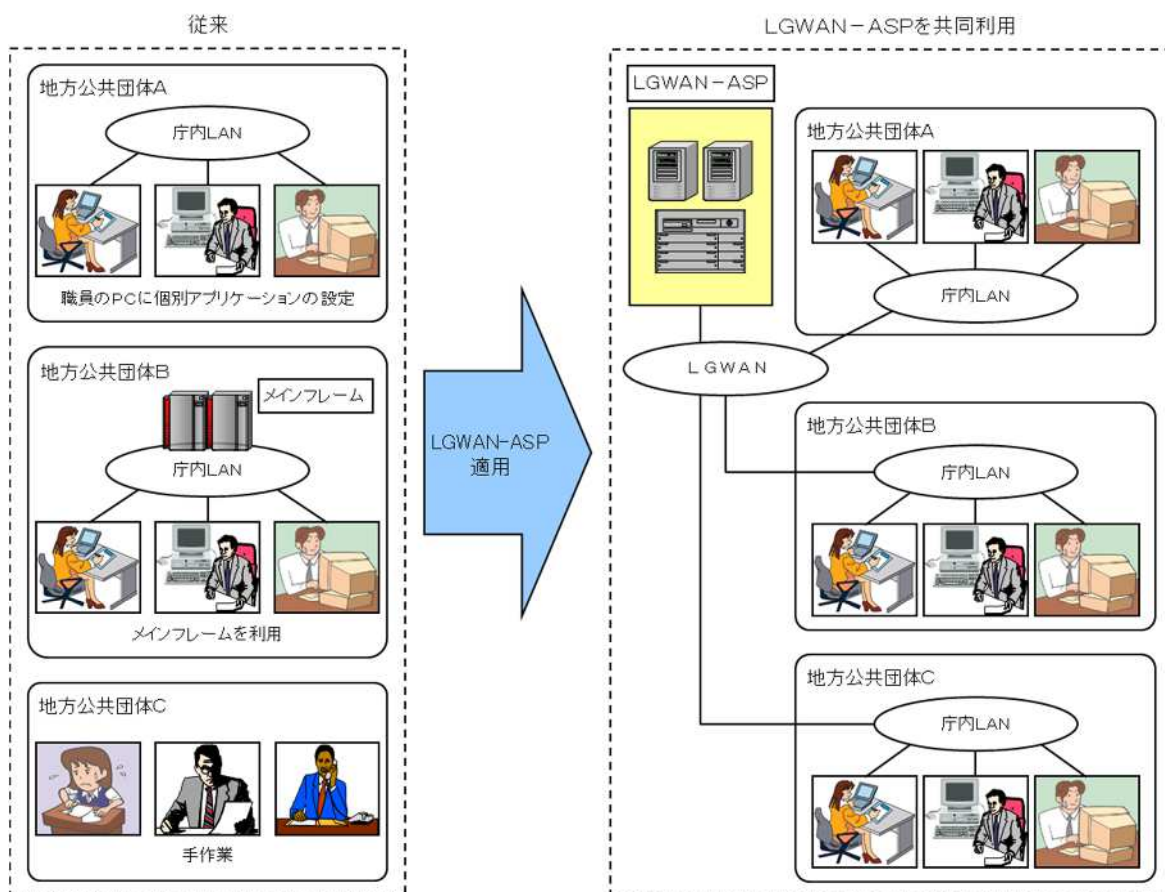 従来
地方公共団体A
庁内LAN
職員のPCに個別アプリケーションの設定
地方公共団体B
メインフレーム
庁内LAN
メインフレームを利用
地方公共団体C
手作業
LGWAN-ASP
適用
LGWAN－ASPを共同利用
LGWAN－ASP
地方公共団体A
庁内LAN
LGWAN
地方公共団体B
庁内LAN
地方公共団体C
庁内LAN